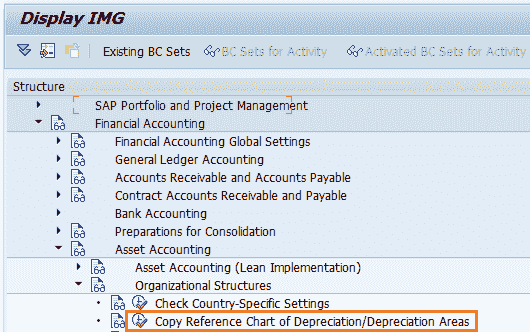 Display IMG
Existing BC Sets BC Sets for Activity Activated BC Sets for Activity
Structure
SAP Portfolio and Project Management
Financial Accounting
Financial Accounting Global Settings
General Ledger Accounting
Accounts Receivable and Accounts Payable
Contract Accounts Receivable and Payable
Bank Accounting
Preparations for Consolidation
Asset Accounting
Asset Accounting (Lean Implementation)
Organizational Structures
Check Country-Specific Settings
Copy Reference Chart of Depreciation/Depreciation Areas